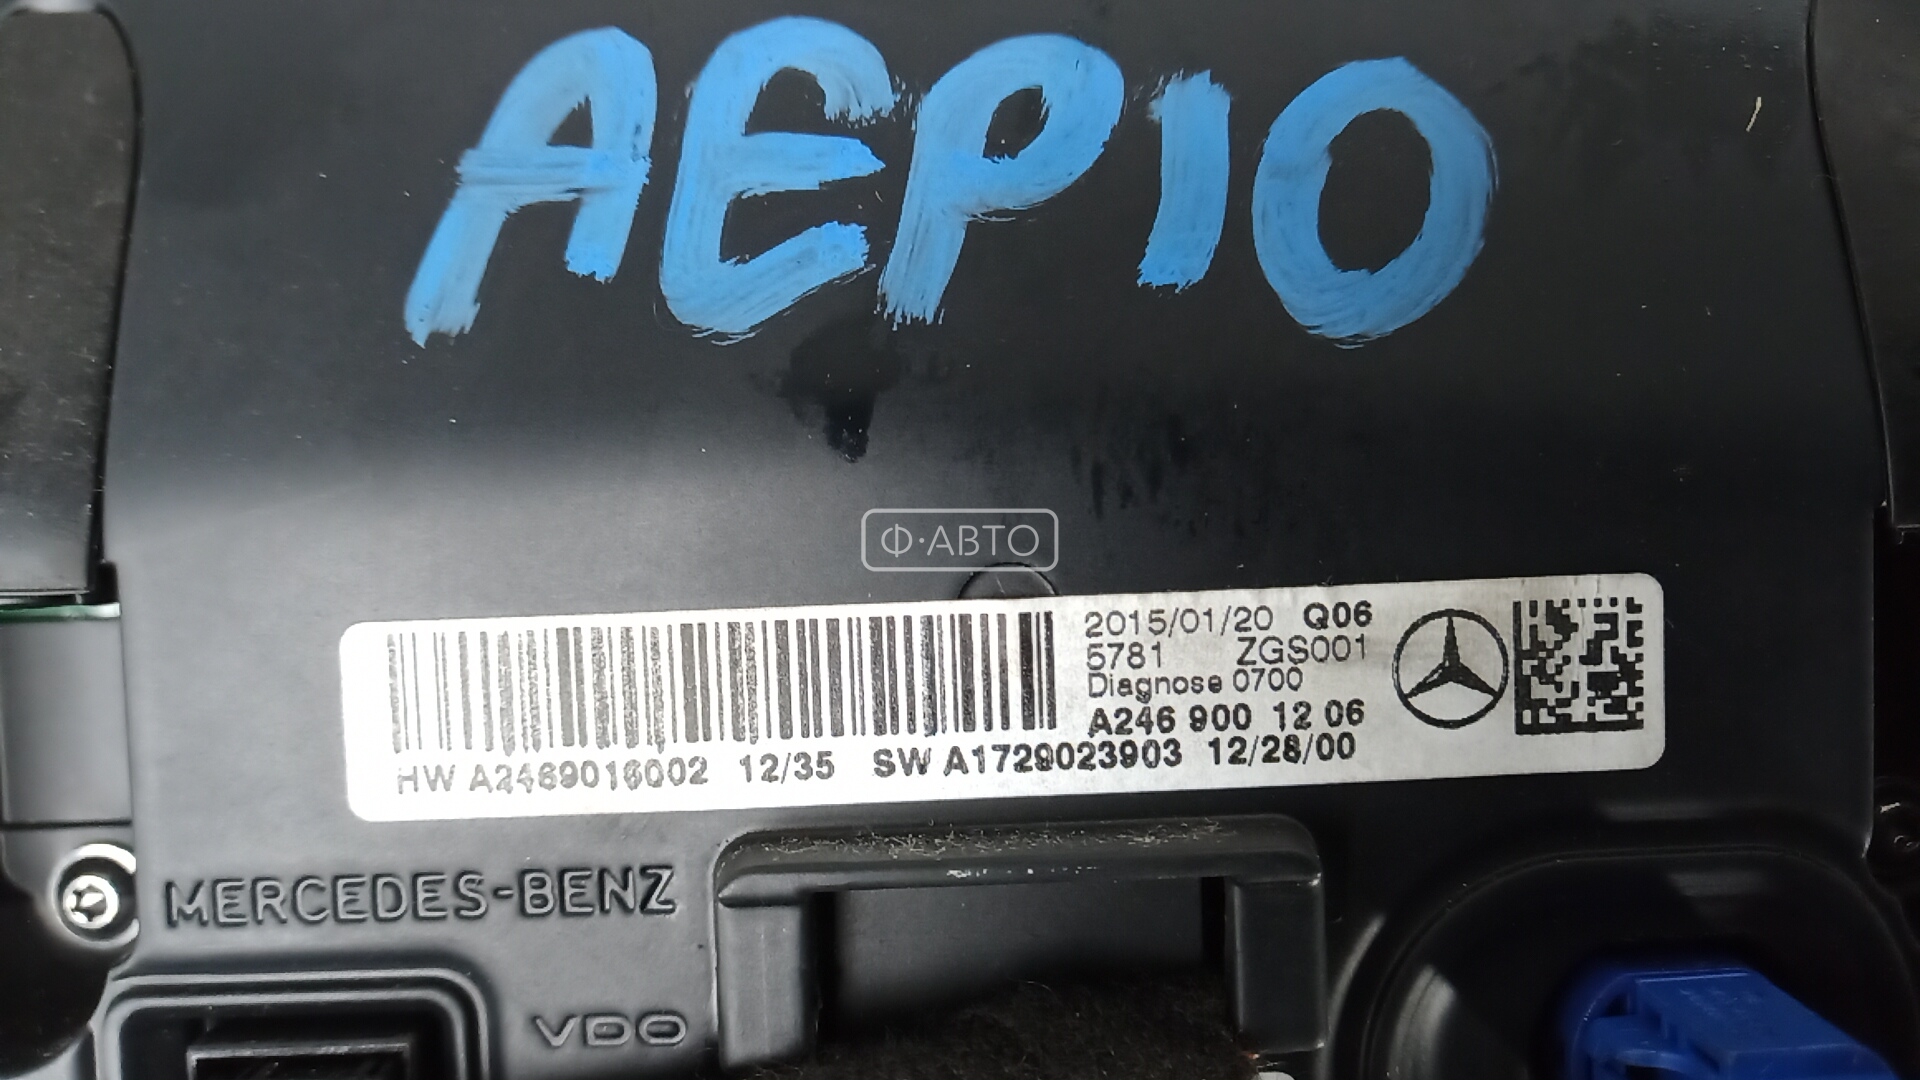 AEP10
Ф·АВТО
2015/01/20 Q06
5781 ZGS001
Diagnose 0700
A246 900 12 06
HW A2469016002 12/35 SW A1729023903 12/28/00
MERCEDES-BENZ
VDO